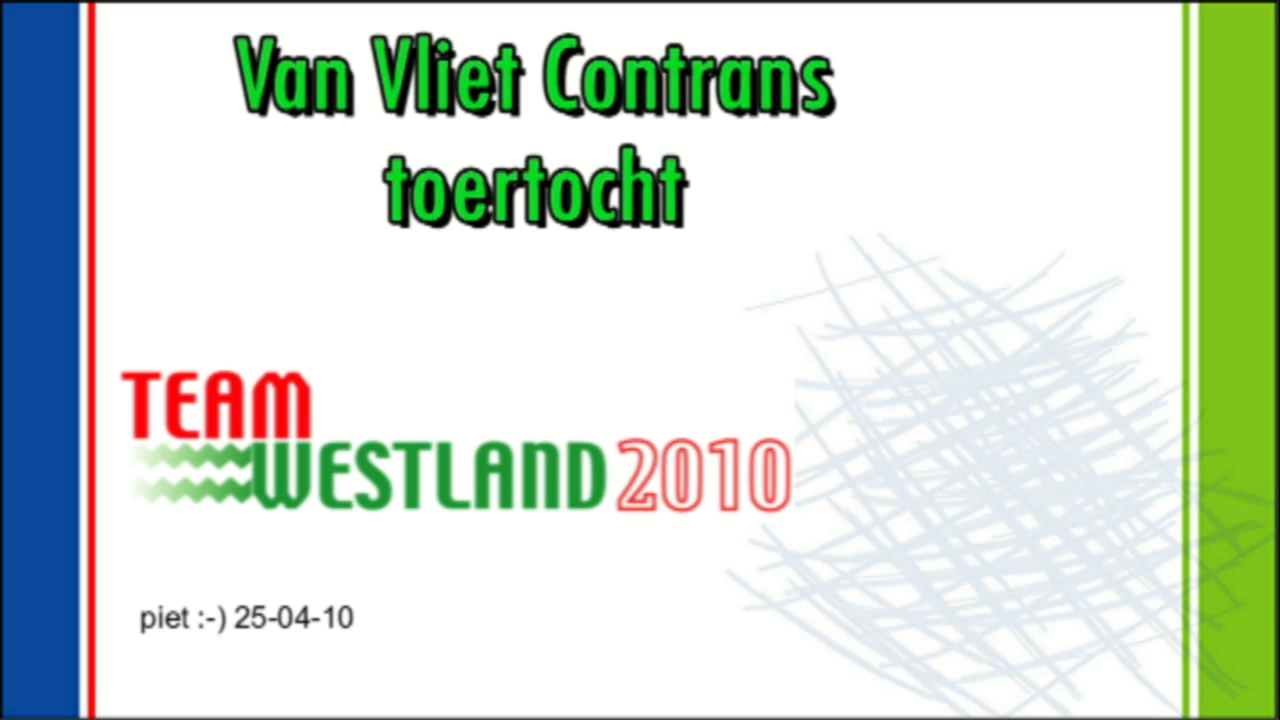 Van Vliet Contrans
toertocht
TEAM
WESTLAND 2010
piet :-) 25-04-10